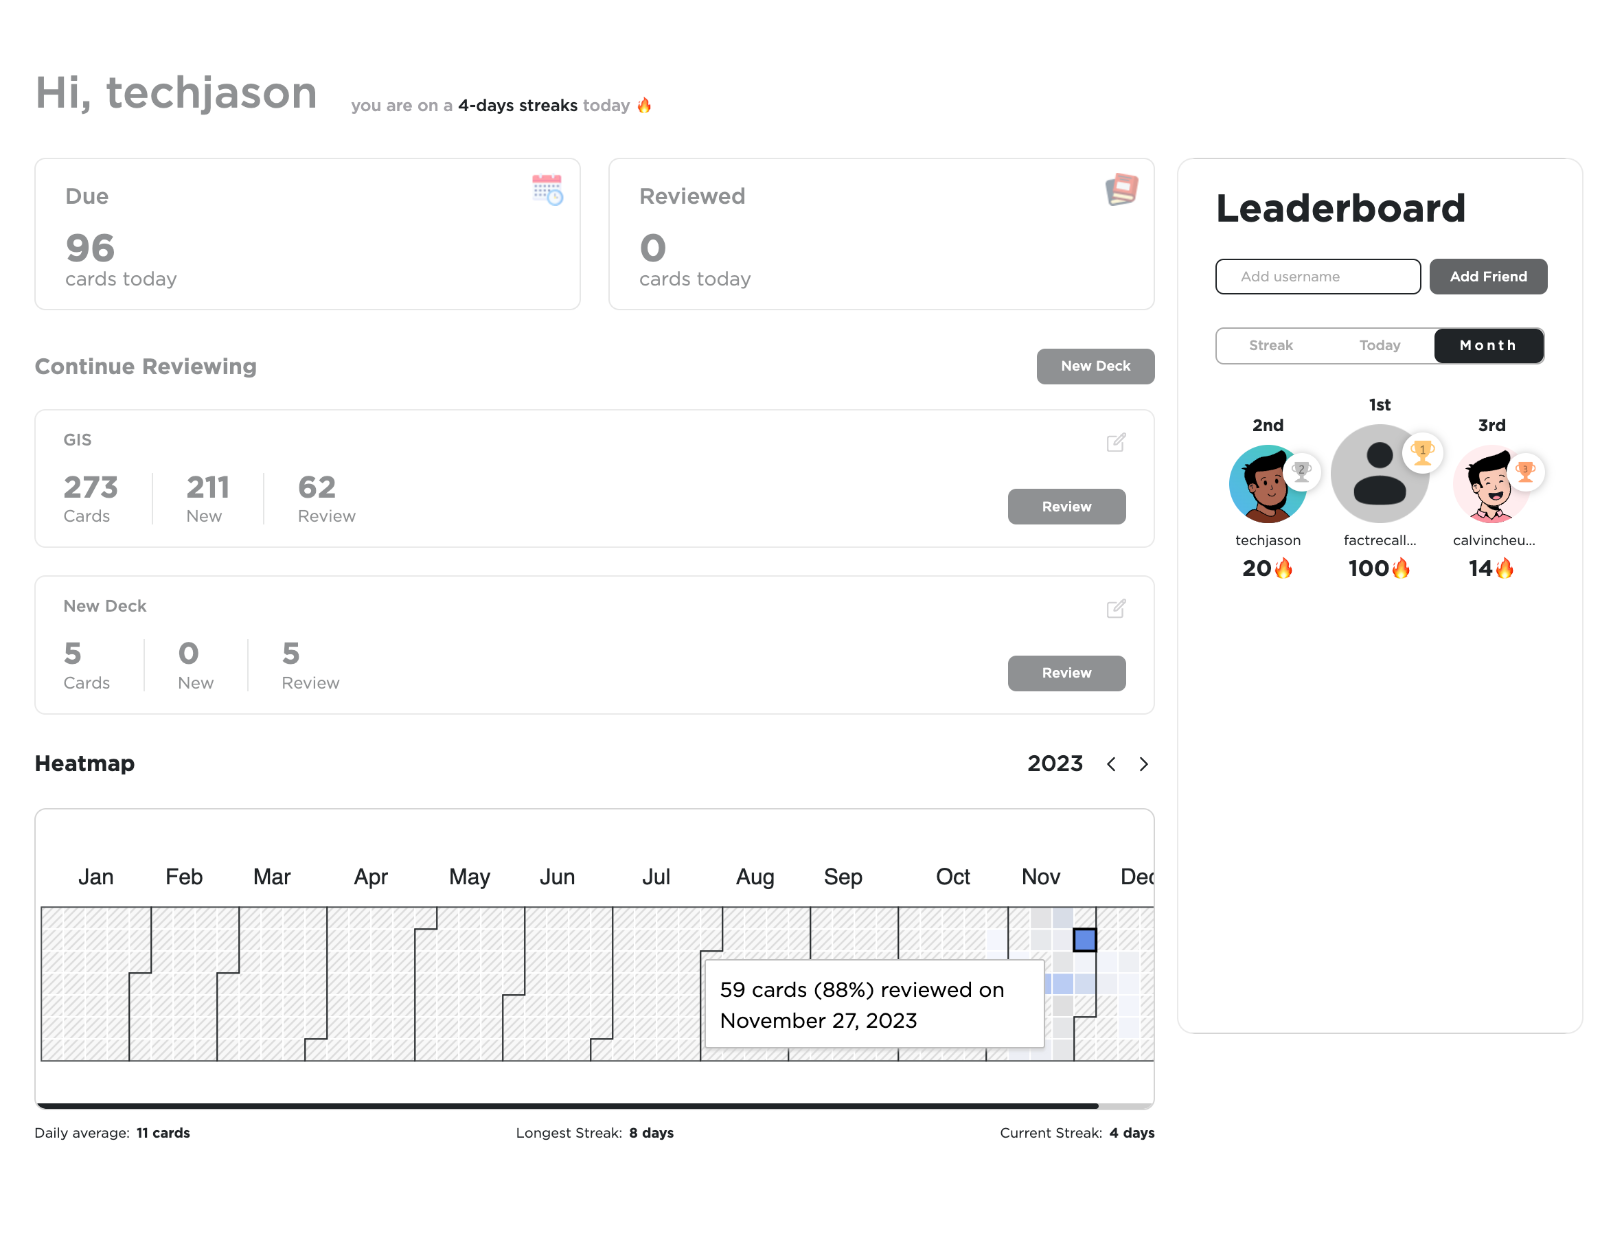 Hi, techjason
you are on a 4-days streaks today 🔥
Due
96
cards today
Reviewed
0
cards today
Continue Reviewing
New Deck
GIS
273
Cards
211
New
62
Review
Review
New Deck
5
Cards
0
New
5
Review
Review
Heatmap
2023
Jan Feb Mar Apr May Jun Jul Aug Sep Oct Nov Dec
59 cards (88%) reviewed on
November 27, 2023
Daily average: 11 cards
Longest Streak: 8 days
Current Streak: 4 days
Leaderboard
Add username
Add Friend
Streak Today Month
2nd
2
techjason
20🔥
1st
1
factrecall...
100🔥
3rd
3
calvincheu...
14🔥